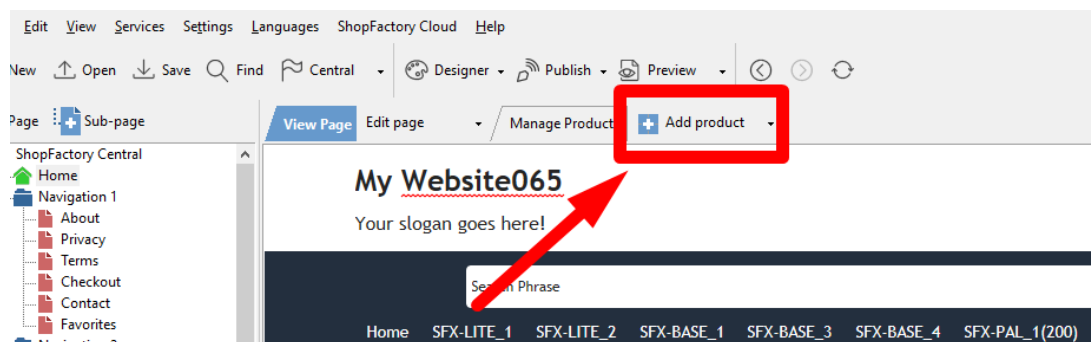 Edit View Services Settings Languages ShopFactory Cloud Help
New Open Save Find Central Designer Publish Preview
Page Sub-page View Page Edit page Manage Product Add product
ShopFactory Central
Home
Navigation 1
About
Privacy
Terms
Checkout
Contact
Favorites
My Website065
Your slogan goes here!
Search Phrase
Home SFX-LITE_1 SFX-LITE_2 SFX-BASE_1 SFX-BASE_3 SFX-BASE_4 SFX-PAL_1(200)